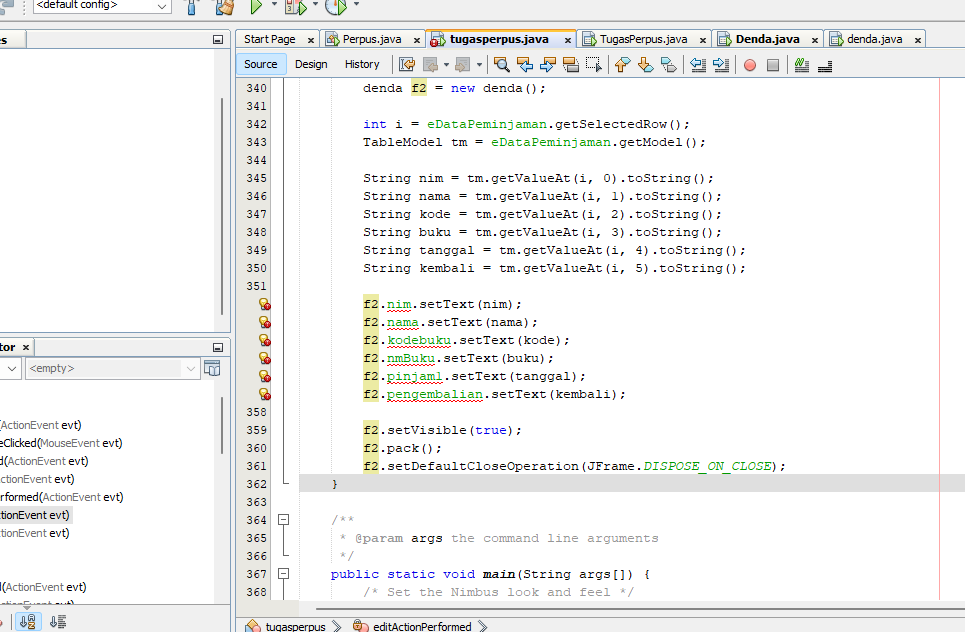 <default config>
es
Start Page × Perpus.java × tugasperpus.java × TugasPerpus.java × Denda.java × denda.java ×
Source Design History
340 denda f2 = new denda();
341
342 int i = eDataPeminjaman.getSelectedRow();
343 TableModel tm = eDataPeminjaman.getModel();
344
345 String nim = tm.getValueAt(i, 0).toString();
346 String nama = tm.getValueAt(i, 1).toString();
347 String kode = tm.getValueAt(i, 2).toString();
348 String buku = tm.getValueAt(i, 3).toString();
349 String tanggal = tm.getValueAt(i, 4).toString();
350 String kembali = tm.getValueAt(i, 5).toString();
351
f2.nim.setText(nim);
f2.nama.setText(nama);
f2.kodebuku.setText(kode);
f2.nmBuku.setText(buku);
f2.pinjam1.setText(tanggal);
f2.pengembalian.setText(kembali);
358
359 f2.setVisible(true);
360 f2.pack();
361 f2.setDefaultCloseOperation(JFrame.DISPOSE_ON_CLOSE);
362 }
363
364 /**
365 * @param args the command line arguments
366 */
367 public static void main(String args[]) {
368 /* Set the Nimbus look and feel */
tor ×
<empty>
(ActionEvent evt)
eClicked(MouseEvent evt)
d(ActionEvent evt)
ctionEvent evt)
rformed(ActionEvent evt)
tionEvent evt)
tionEvent evt)
l(ActionEvent evt)
ctionEvent evt)
tugasperpus editActionPerformed